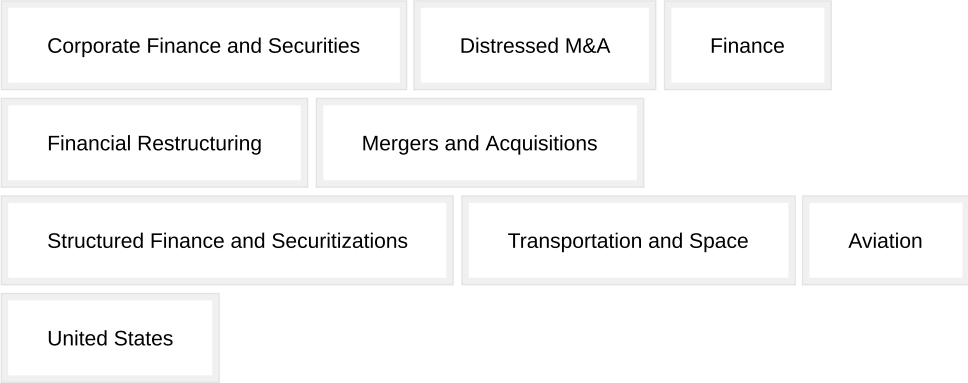 Corporate Finance and Securities Distressed M&A Finance
Financial Restructuring Mergers and Acquisitions
Structured Finance and Securitizations Transportation and Space Aviation
United States